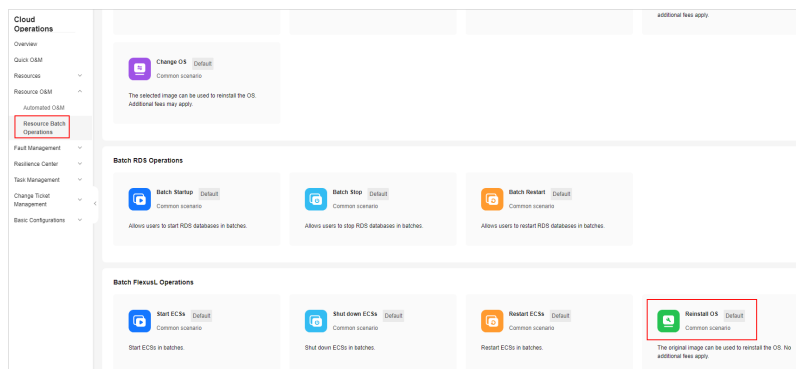 Cloud
Operations
Overview
Quick O&M
Resources
Resource O&M
Automated O&M
Resource Batch
Operations
Fault Management
Resilience Center
Task Management
Change Ticket
Management
Basic Configurations
additional fees apply.
Change OS Default
Common scenario
The selected image can be used to reinstall the OS.
Additional fees may apply.
Batch RDS Operations
Batch Startup Default
Common scenario
Allows users to start RDS databases in batches.
Batch Stop Default
Common scenario
Allows users to stop RDS databases in batches.
Batch Restart Default
Common scenario
Allows users to restart RDS databases in batches.
Batch FlexusL Operations
Start ECSs Default
Common scenario
Start ECSs in batches.
Shut down ECSs Default
Common scenario
Shut down ECSs in batches.
Restart ECSs Default
Common scenario
Restart ECSs in batches.
Reinstall OS Default
Common scenario
The original image can be used to reinstall the OS. No
additional fees apply.